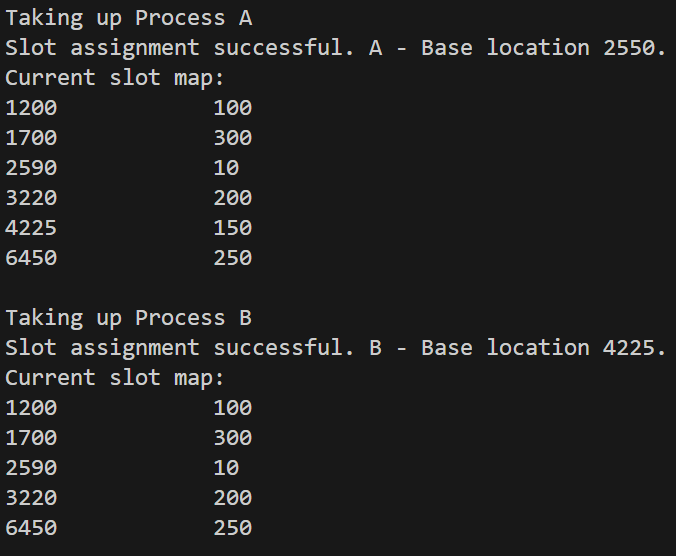 Taking up Process A
Slot assignment successful. A - Base location 2550.
Current slot map:
1200 100
1700 300
2590 10
3220 200
4225 150
6450 250
Taking up Process B
Slot assignment successful. B - Base location 4225.
Current slot map:
1200 100
1700 300
2590 10
3220 200
6450 250